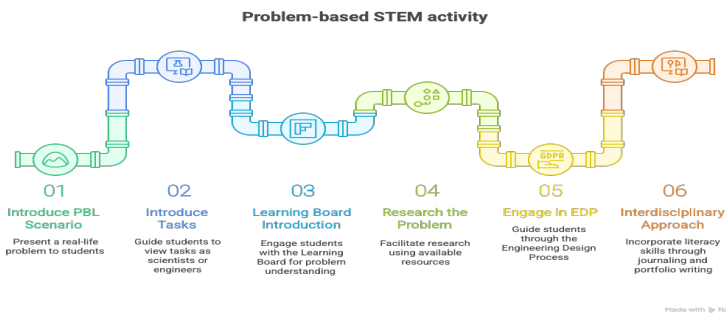 Problem-based STEM activity
GDPR
01
Introduce PBL
Scenario
Present a real-life
problem to students
02
Introduce
Tasks
Guide students to
view tasks as
scientists or
engineers
03
Learning Board
Introduction
Engage students
with the Learning
Board for problem
understanding
04
Research the
Problem
Facilitate research
using available
resources
05
Engage in EDP
Guide students
through the
Engineering Design
Process
06
Interdisciplinary
Approach
Incorporate literacy
skills through
journaling and
portfolio writing
Made with